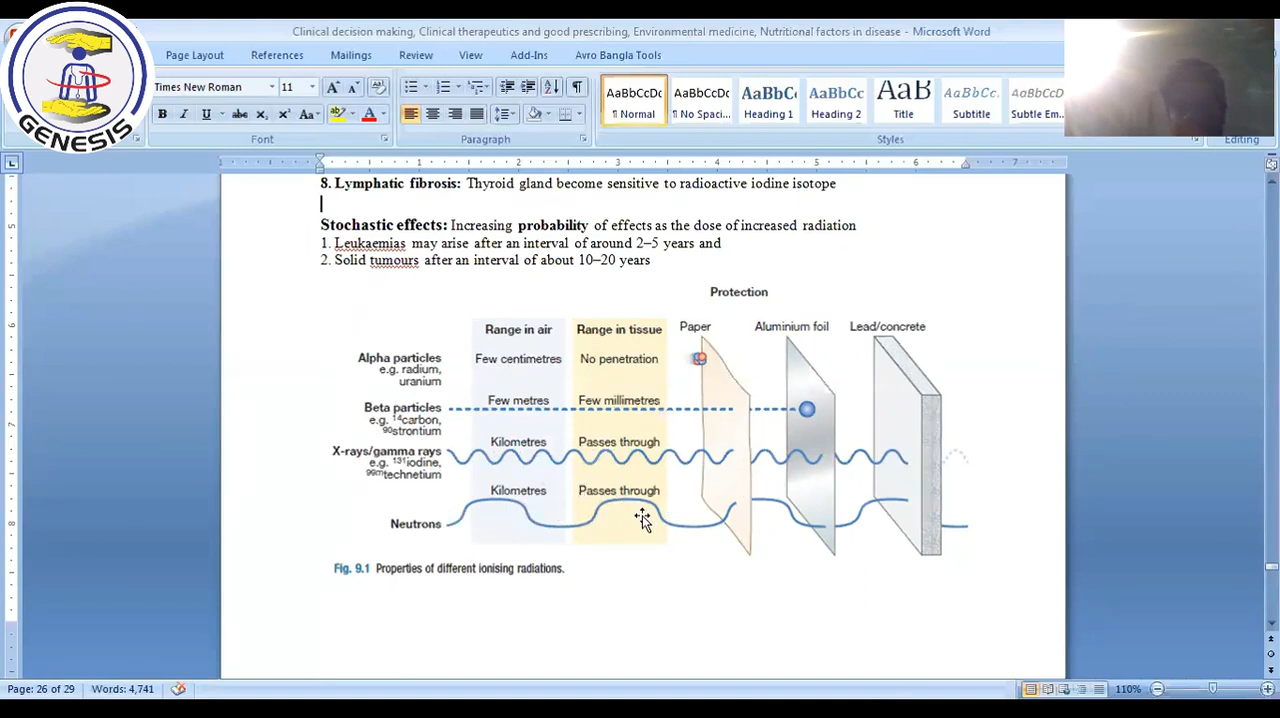 Clinical decision making, Clinical therapeutics and good prescribing, Environmental medicine, Nutritional factors in disease - Microsoft Word
GENESIS
Page Layout References Mailings Review View Add-Ins Avro Bangla Tools
Times New Roman 11
AaBbCcDc AaBbCcDc AaBbC AaBbCc AaB AaBbCc. AaBbCcDc
¶ Normal ¶ No Spaci... Heading 1 Heading 2 Title Subtitle Subtle Em...
Font Paragraph Styles Editing
1 1 2 3 4 5 6 7
8. Lymphatic fibrosis: Thyroid gland become sensitive to radioactive iodine isotope
Stochastic effects: Increasing probability of effects as the dose of increased radiation
1. Leukaemias may arise after an interval of around 2–5 years and
2. Solid tumours after an interval of about 10–20 years
Protection
Range in air Range in tissue Paper Aluminium foil Lead/concrete
Alpha particles
e.g. radium,
uranium
Few centimetres No penetration
Beta particles
e.g. ¹⁴carbon,
⁹⁰strontium
Few metres Few millimetres
X-rays/gamma rays
e.g. ¹³¹iodine,
⁹⁹ᵐtechnetium
Kilometres Passes through
Neutrons
Kilometres Passes through
Fig. 9.1 Properties of different ionising radiations.
Page: 26 of 29 Words: 4,741 110%